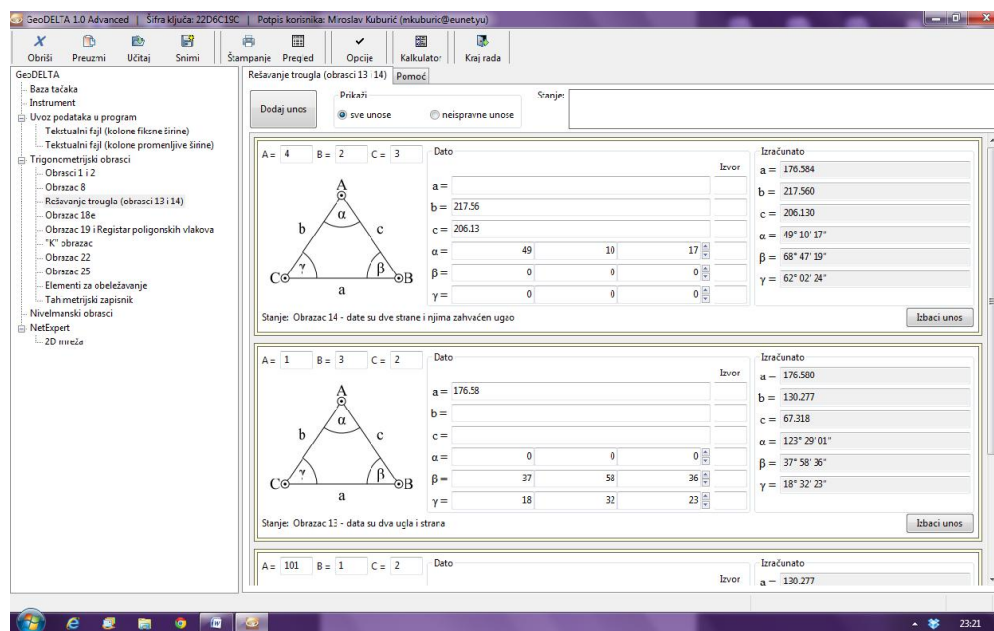 GeoDELTA 1.0 Advanced | Šifra ključa: 22D6C19C | Potpis korisnika: Miroslav Kuburić (mkuburic@eunet.yu)
Obriši Preuzmi Učitaj Snimi Štampanje Pregled Opcije Kalkulator Kraj rada
GeoDELTA
Baza tačaka
Instrument
Uvoz podataka u program
Tekstualni fajl (kolone fiksne širine)
Tekstualni fajl (kolone promenljive širine)
Trigonometrijski obrasci
Obrasci 1 i 2
Obrazac 8
Rešavanje trougla (obrasci 13 i 14)
Obrazac 18e
Obrazac 19 i Registar poligonskih vlakova
"K" obrazac
Obrazac 22
Obrazac 25
Elementi za obeležavanje
Tahimetrijski zapisnik
Nivelmanski obrasci
NetExpert
2D mreža
Rešavanje trougla (obrasci 13 i 14) Pomoć
Dodaj unos
Prikaži
sve unose neispravne unose
Stanje:
A = 4 B = 2 C = 3
A
α
b c
γ β
C B
a
Dato
Izvor
a =
b = 217.56
c = 206.13
α = 49 10 17
β = 0 0 0
γ = 0 0 0
Izračunato
a = 176.584
b = 217.560
c = 206.130
α = 49° 10' 17"
β = 68° 47' 19"
γ = 62° 02' 24"
Stanje: Obrazac 14 - date su dve strane i njima zahvaćen ugao
Izbaci unos
A = 1 B = 3 C = 2
A
α
b c
γ β
C B
a
Dato
Izvor
a = 176.58
b =
c =
α = 0 0 0
β = 37 58 36
γ = 18 32 23
Izračunato
a = 176.580
b = 130.277
c = 67.318
α = 123° 29' 01"
β = 37° 58' 36"
γ = 18° 32' 23"
Stanje: Obrazac 13 - data su dva ugla i strana
Izbaci unos
A = 101 B = 1 C = 2
Dato
Izvor
Izračunato
a = 130.277
23:21